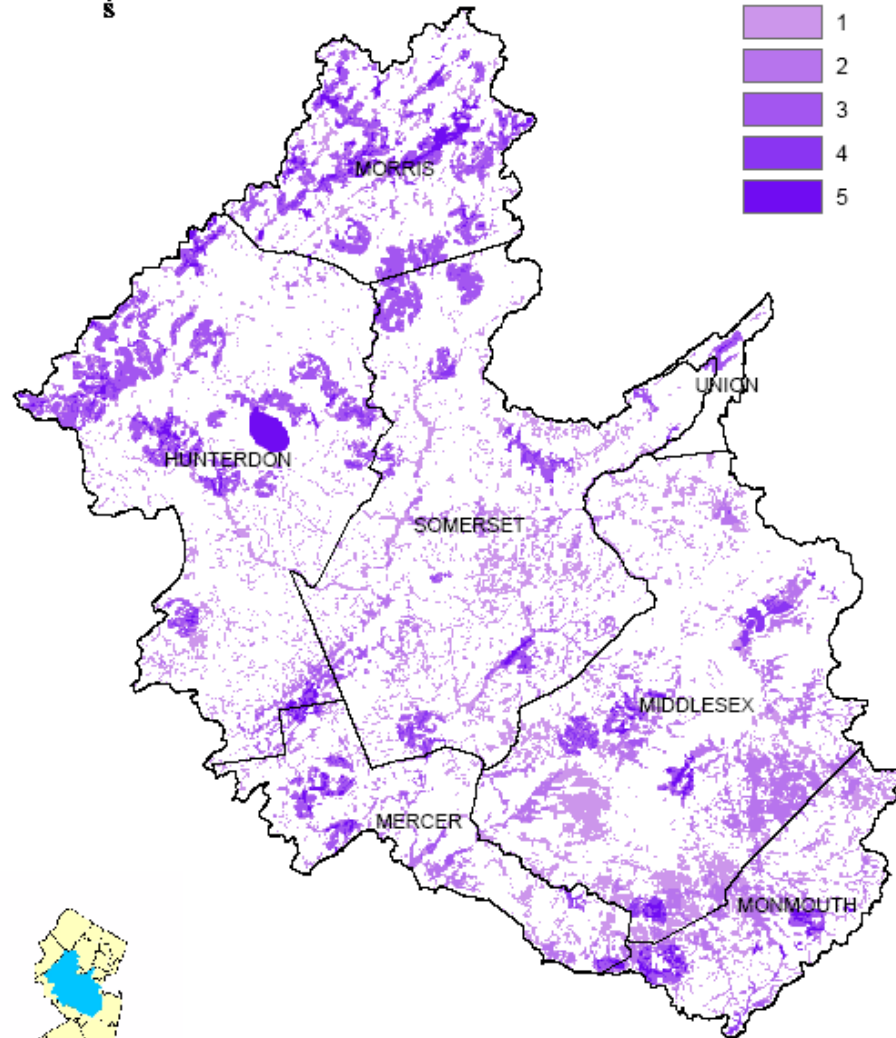 1
2
3
4
5
MORRIS
UNION
HUNTERDON
SOMERSET
MIDDLESEX
MERCER
MONMOUTH